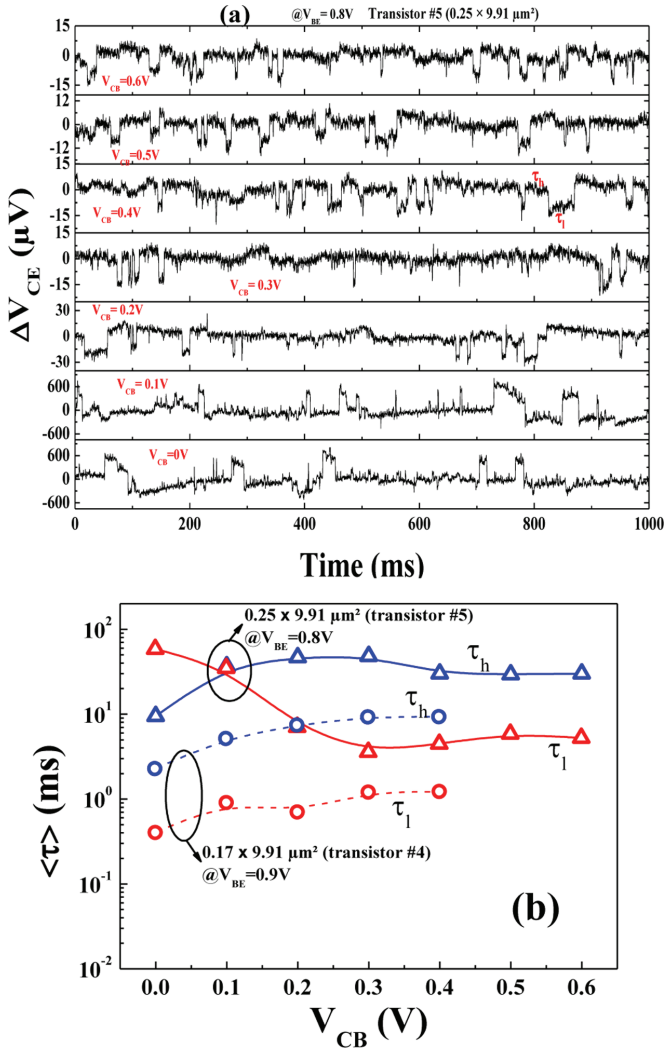 (a) @V_BE = 0.8V Transistor #5 (0.25 × 9.91 µm²)
15
0
-15
V_CB= 0.6V
12
0
-12
V_CB= 0.5V
15
0
-15
V_CB= 0.4V
τ_h
τ_l
15
0
-15
V_CB= 0.3V
30
0
-30
V_CB= 0.2V
600
0
-600
V_CB= 0.1V
600
0
-600
V_CB=0V
ΔV_CE (µV)
0 200 400 600 800 1000
Time (ms)
0.25 x 9.91 µm² (transistor #5)
@V_BE=0.8V
τ_h
τ_h
τ_l
τ_l
0.17 x 9.91 µm² (transistor #4)
@V_BE=0.9V
(b)
10²
10¹
10⁰
10⁻¹
10⁻²
<τ> (ms)
0.0 0.1 0.2 0.3 0.4 0.5 0.6
V_CB (V)